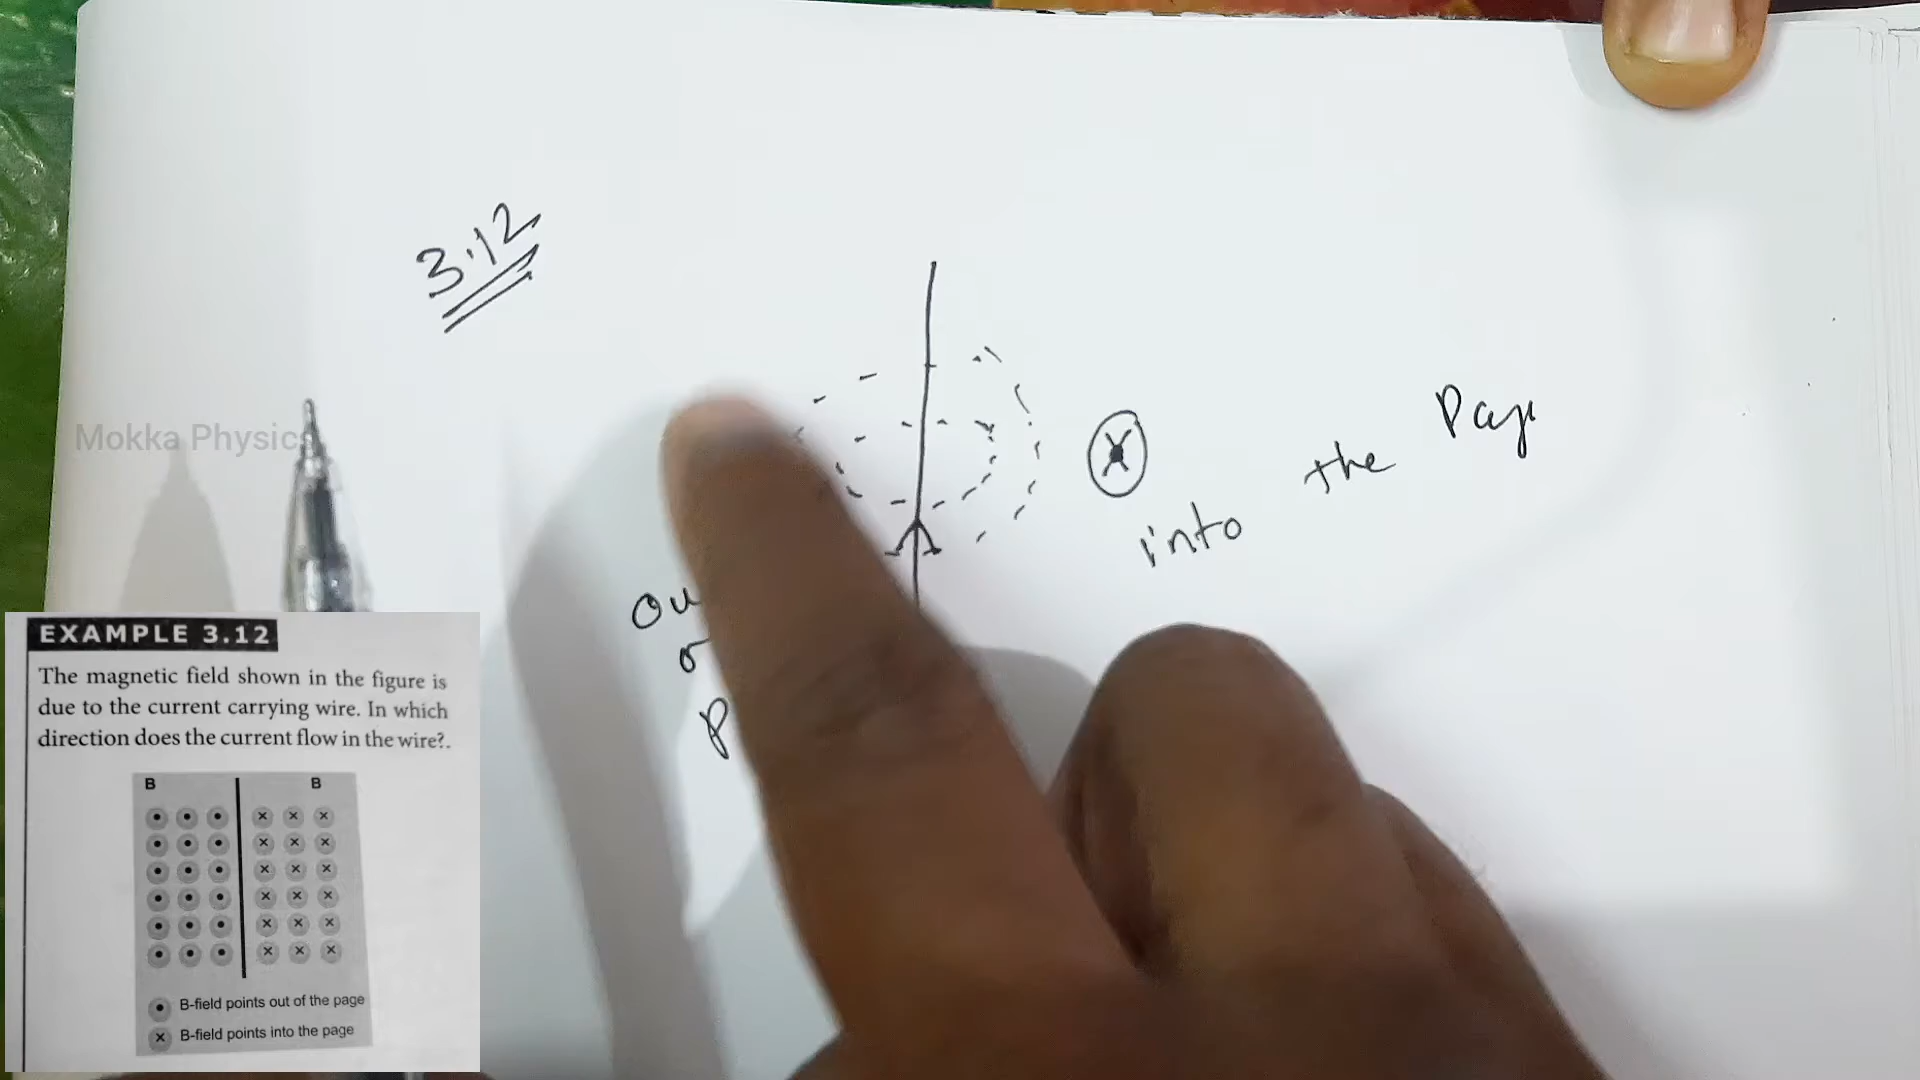 3.12
Page
the
into
Mokka Physics
EXAMPLE 3.12
The magnetic field shown in the figure is
due to the current carrying wire. In which
direction does the current flow in the wire?.
B B
B-field points out of the page
B-field points into the page